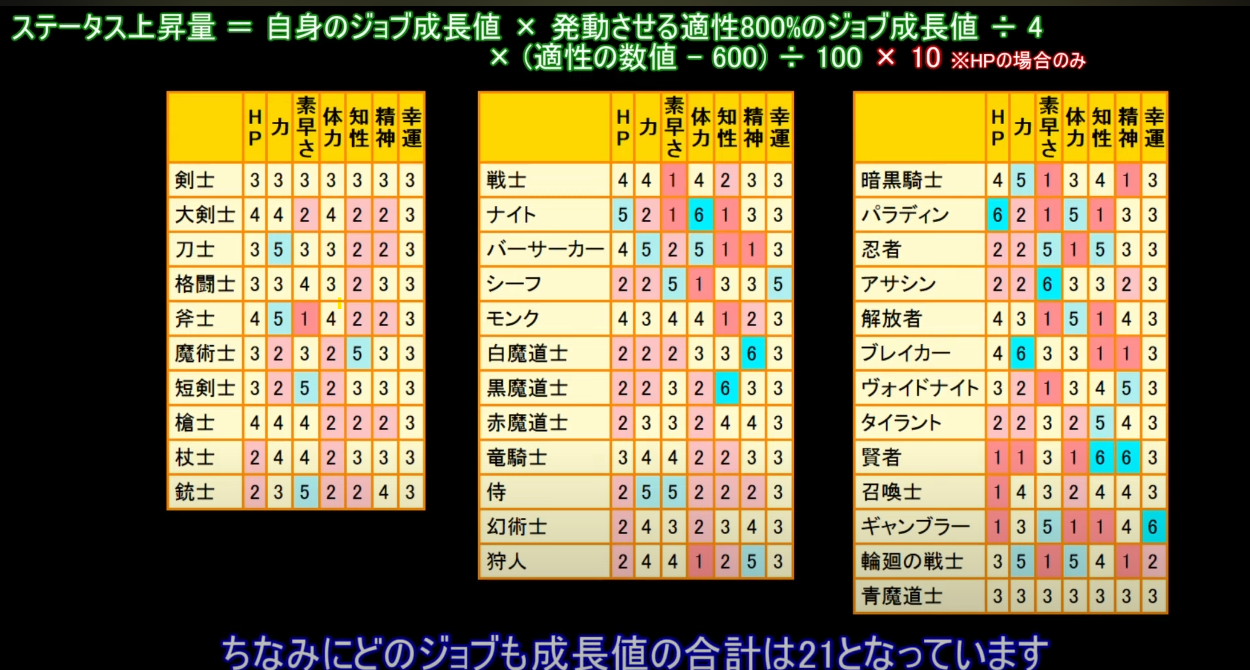 ステータス上昇量 ＝ 自身のジョブ成長値 × 発動させる適性800%のジョブ成長値 ÷ 4
× (適性の数値 − 600) ÷ 100 × 10 ※HPの場合のみ
HP 力 素早さ 体力 知性 精神 幸運
剣士 3 3 3 3 3 3 3
大剣士 4 4 2 4 2 2 3
刀士 3 5 3 3 2 2 3
格闘士 3 3 4 3 2 3 3
斧士 4 5 1 4 2 2 3
魔術士 3 2 3 2 5 3 3
短剣士 3 2 5 2 3 3 3
槍士 4 4 4 2 2 2 3
杖士 2 4 4 2 3 3 3
銃士 2 3 5 2 2 4 3
HP 力 素早さ 体力 知性 精神 幸運
戦士 4 4 1 4 2 3 3
ナイト 5 2 1 6 1 3 3
バーサーカー 4 5 2 5 1 1 3
シーフ 2 2 5 1 3 3 5
モンク 4 3 4 4 1 2 3
白魔道士 2 2 2 3 3 6 3
黒魔道士 2 2 3 2 6 3 3
赤魔道士 2 3 3 2 4 4 3
竜騎士 3 4 4 2 2 3 3
侍 2 5 5 2 2 2 3
幻術士 2 4 3 2 3 4 3
狩人 2 4 4 1 2 5 3
HP 力 素早さ 体力 知性 精神 幸運
暗黒騎士 4 5 1 3 4 1 3
パラディン 6 2 1 5 1 3 3
忍者 2 2 5 1 5 3 3
アサシン 2 2 6 3 3 2 3
解放者 4 3 1 5 1 4 3
ブレイカー 4 6 3 3 1 1 3
ヴォイドナイト 3 2 1 3 4 5 3
タイラント 2 2 3 2 5 4 3
賢者 1 1 3 1 6 6 3
召喚士 1 4 3 2 4 4 3
ギャンブラー 1 3 5 1 1 4 6
輪廻の戦士 3 5 1 5 4 1 2
青魔道士 3 3 3 3 3 3 3
ちなみにどのジョブも成長値の合計は21となっています